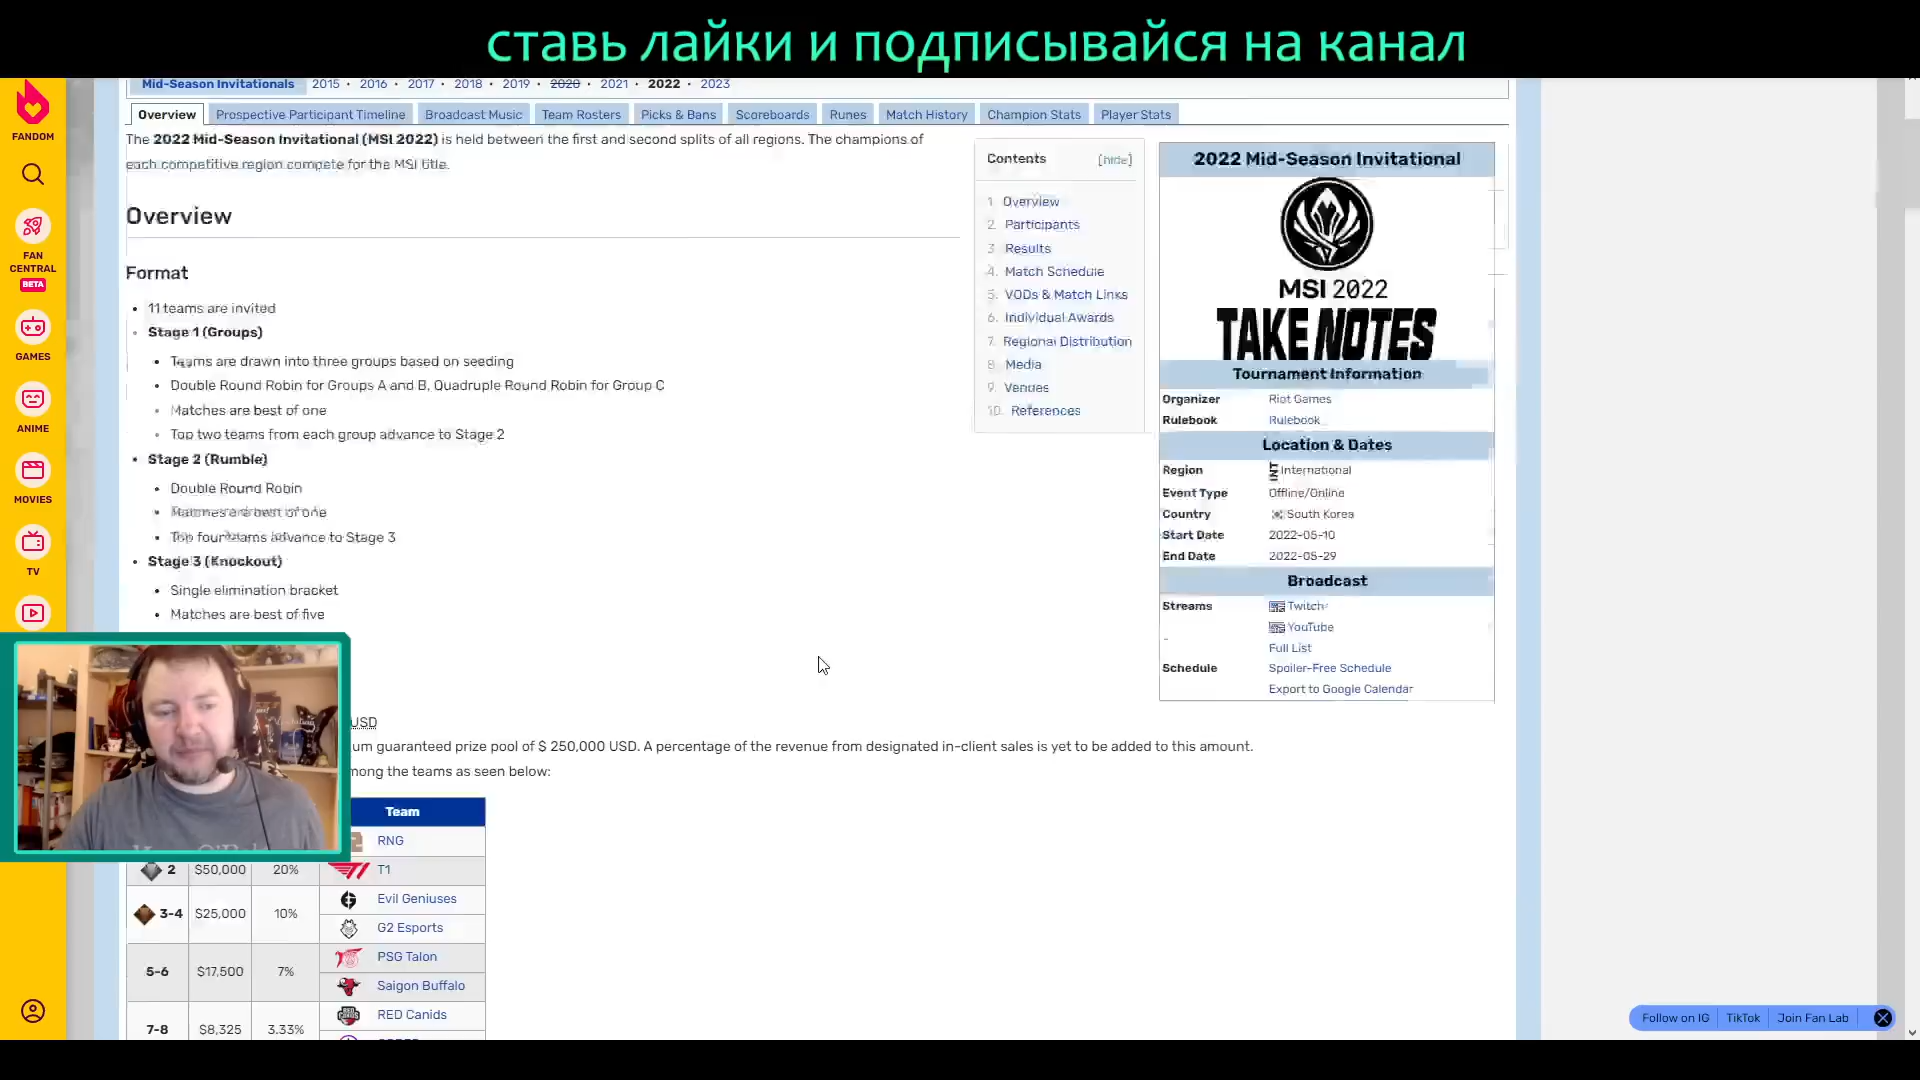 ставь лайки и подписывайся на канал
Mid-Season Invitationals 2015 • 2016 • 2017 • 2018 • 2019 • 2020 • 2021 • 2022 • 2023
Overview Prospective Participant Timeline Broadcast Music Team Rosters Picks & Bans Scoreboards Runes Match History Champion Stats Player Stats
The 2022 Mid-Season Invitational (MSI 2022) is held between the first and second splits of all regions. The champions of
each competitive region compete for the MSI title.
Overview
Format
• 11 teams are invited
• Stage 1 (Groups)
• Teams are drawn into three groups based on seeding
• Double Round Robin for Groups A and B, Quadruple Round Robin for Group C
• Matches are best of one
• Top two teams from each group advance to Stage 2
• Stage 2 (Rumble)
• Double Round Robin
• Matches are best of one
• Top four teams advance to Stage 3
• Stage 3 (Knockout)
• Single elimination bracket
• Matches are best of five
USD
um guaranteed prize pool of $ 250,000 USD. A percentage of the revenue from designated in-client sales is yet to be added to this amount.
mong the teams as seen below:
Team
RNG
2 $50,000 20% T1
3-4 $25,000 10% Evil Geniuses
G2 Esports
5-6 $17,500 7% PSG Talon
Saigon Buffalo
7-8 $8,325 3.33% RED Canids
Contents [hide]
1 Overview
2. Participants
3 Results
4. Match Schedule
5. VODs & Match Links
6. Individual Awards
7. Regional Distribution
8 Media
9. Venues
10. References
2022 Mid-Season Invitational
MSI 2022
TAKE NOTES
Tournament Information
Organizer Riot Games
Rulebook Rulebook
Location & Dates
Region INT International
Event Type Offline/Online
Country South Korea
Start Date 2022-05-10
End Date 2022-05-29
Broadcast
Streams Twitch
YouTube
Full List
Schedule Spoiler-Free Schedule
Export to Google Calendar
FANDOM
FAN
CENTRAL
BETA
GAMES
ANIME
MOVIES
TV
Follow on IG TikTok Join Fan Lab